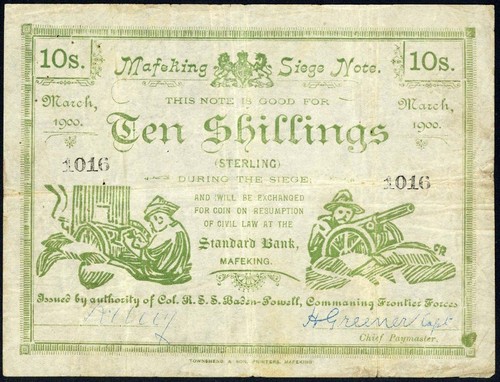 10s. Mafeking Siege Note. 10s.
March, 1900. THIS NOTE IS GOOD FOR March, 1900.
Ten Shillings
(STERLING)
1016 DURING THE SIEGE; 1016
AND WILL BE EXCHANGED
FOR COIN ON RESUMPTION
OF CIVIL LAW AT THE
Standard Bank,
MAFEKING.
CR
Issued by authority of Col. R.S.S. Baden-Powell, Commaning Frontier Forces
H Greener Capt
Chief Paymaster.
TOWNSHEND & SON, PRINTERS, MAFEKING